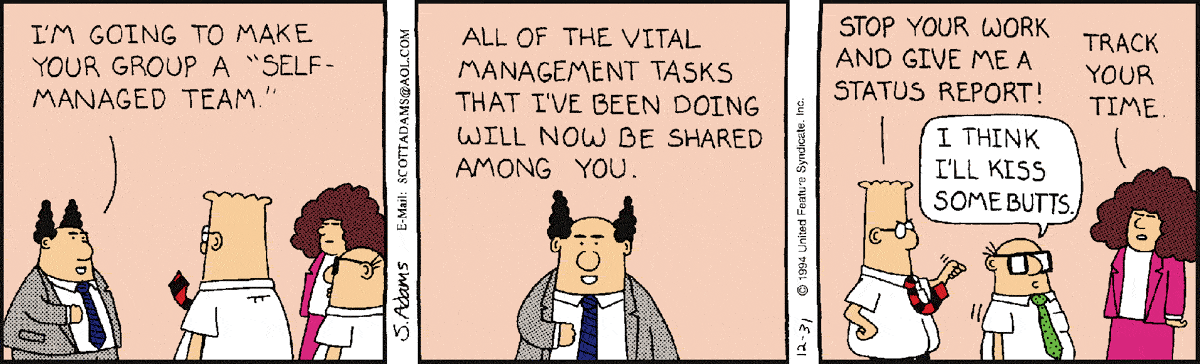 I'M GOING TO MAKE
YOUR GROUP A "SELF-
MANAGED TEAM."
S. Adams
E-Mail: SCOTTADAMS@AOL.COM
ALL OF THE VITAL
MANAGEMENT TASKS
THAT I'VE BEEN DOING
WILL NOW BE SHARED
AMONG YOU.
12-31
© 1994 United Feature Syndicate, Inc.
STOP YOUR WORK
AND GIVE ME A
STATUS REPORT!
I THINK
I'LL KISS
SOME BUTTS.
TRACK
YOUR
TIME.